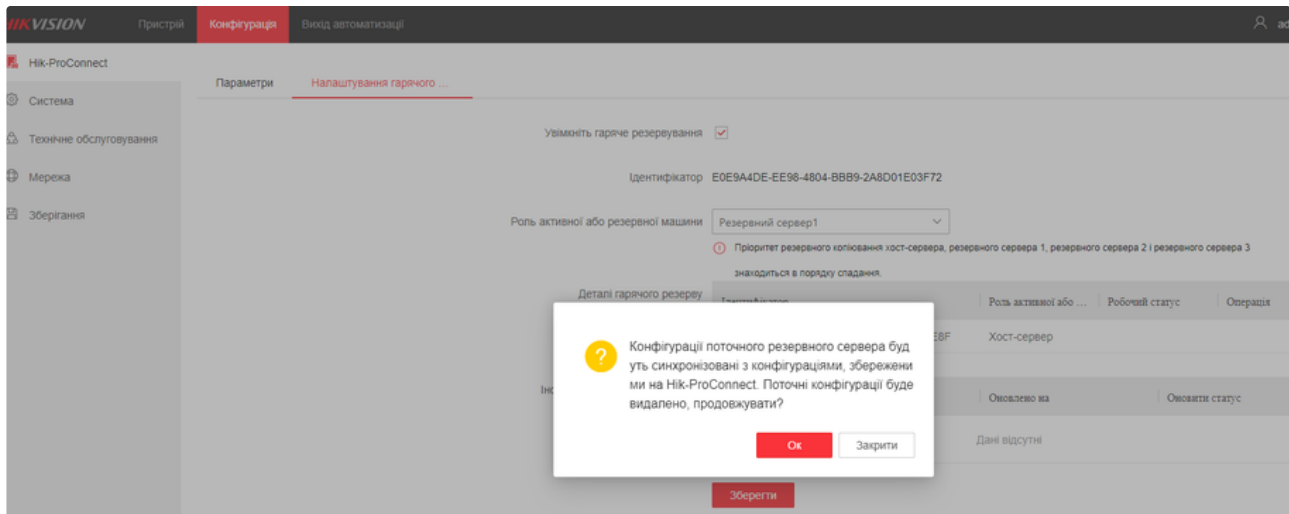 HIKVISION
Пристрій
Конфігурація
Вихід автоматизації
ad
Hik-ProConnect
Система
Технічне обслуговування
Мережа
Зберігання
Параметри
Налаштування гарячого ...
Увімкніть гаряче резервування
Ідентифікатор E0E9A4DE-EE98-4804-BBB9-2A8D01E03F72
Роль активної або резервної машини Резервний сервер1
Пріоритет резервного копіювання хост-сервера, резервного сервера 1, резервного сервера 2 і резервного сервера 3
знаходиться в порядку спадання.
Деталі гарячого резерву
Ідентифікатор Роль активної або ... Робочий статус Операція
E8F Хост-сервер
Оновлено на Оновити статус
Дані відсутні
Конфігурації поточного резервного сервера буд
уть синхронізовані з конфігураціями, збережени
ми на Hik-ProConnect. Поточні конфігурації буде
видалено, продовжувати?
Ок
Закрити
Зберегти